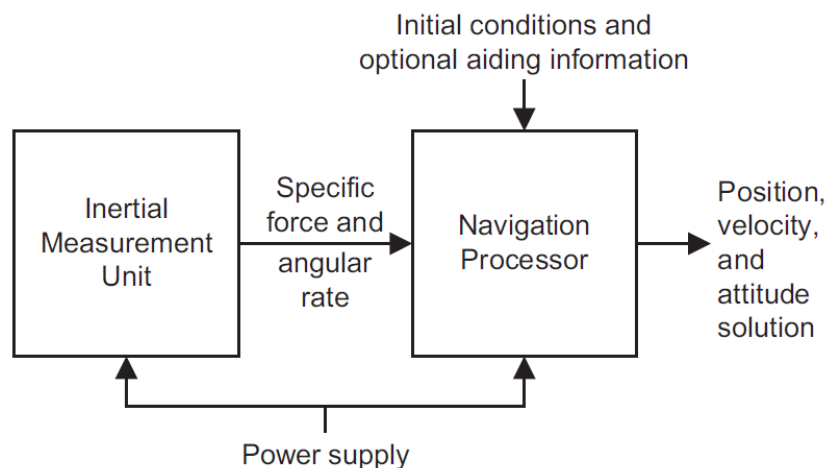 Initial conditions and
optional aiding information
Inertial
Measurement
Unit
Specific
force and
angular
rate
Navigation
Processor
Position,
velocity,
and
attitude
solution
Power supply